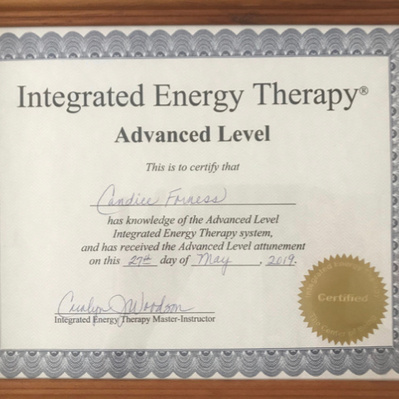 Integrated Energy Therapy®
Advanced Level
This is to certify that
Candice Forness
has knowledge of the Advanced Level
Integrated Energy Therapy system,
and has received the Advanced Level attunement
on this 27th day of May, 2019.
Woodson
Integrated Energy Therapy Master-Instructor
Certified